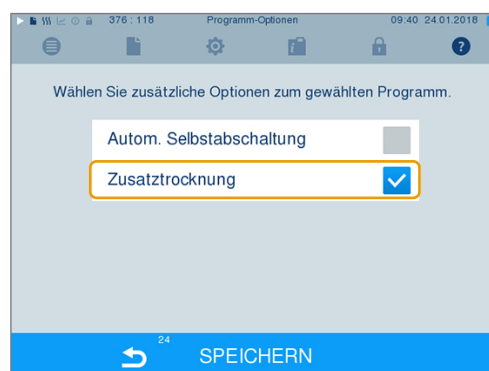 376 : 118 Programm-Optionen 09:40 24.01.2018
?
Wählen Sie zusätzliche Optionen zum gewählten Programm.
Autom. Selbstabschaltung
Zusatztrocknung
24
SPEICHERN